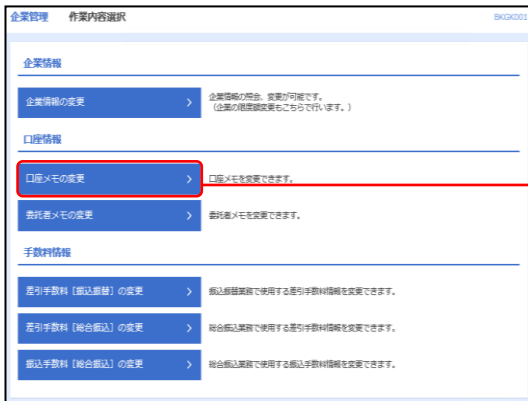 企業管理 作業内容選択 BKGK001
企業情報
企業情報の変更
企業情報の照会、変更が可能です。
（企業の限度額変更もこちらで行います。）
口座情報
口座メモの変更
口座メモを変更できます。
委託者メモの変更
委託者メモを変更できます。
手数料情報
差引手数料［振込振替］の変更
振込振替業務で使用する差引手数料情報を変更できます。
差引手数料［総合振込］の変更
総合振込業務で使用する差引手数料情報を変更できます。
振込手数料［総合振込］の変更
総合振込業務で使用する振込手数料情報を変更できます。